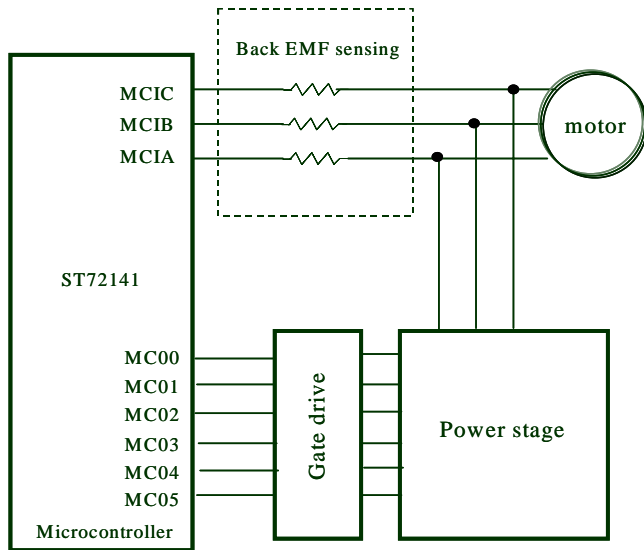 Back EMF sensing
MCIC
MCIB
MCIA
motor
ST72141
MC00
MC01
MC02
MC03
MC04
MC05
Gate drive
Power stage
Microcontroller